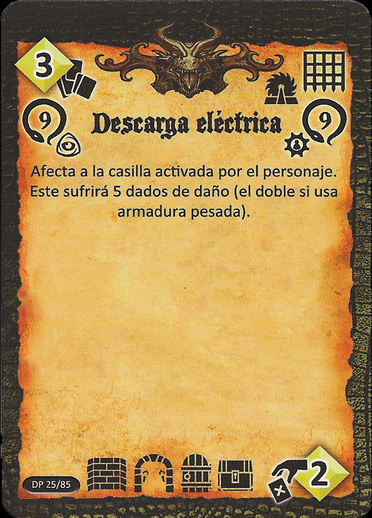 3
9
Descarga eléctrica
9
Afecta a la casilla activada por el personaje.
Este sufrirá 5 dados de daño (el doble si usa
armadura pesada).
DP 25/85
2